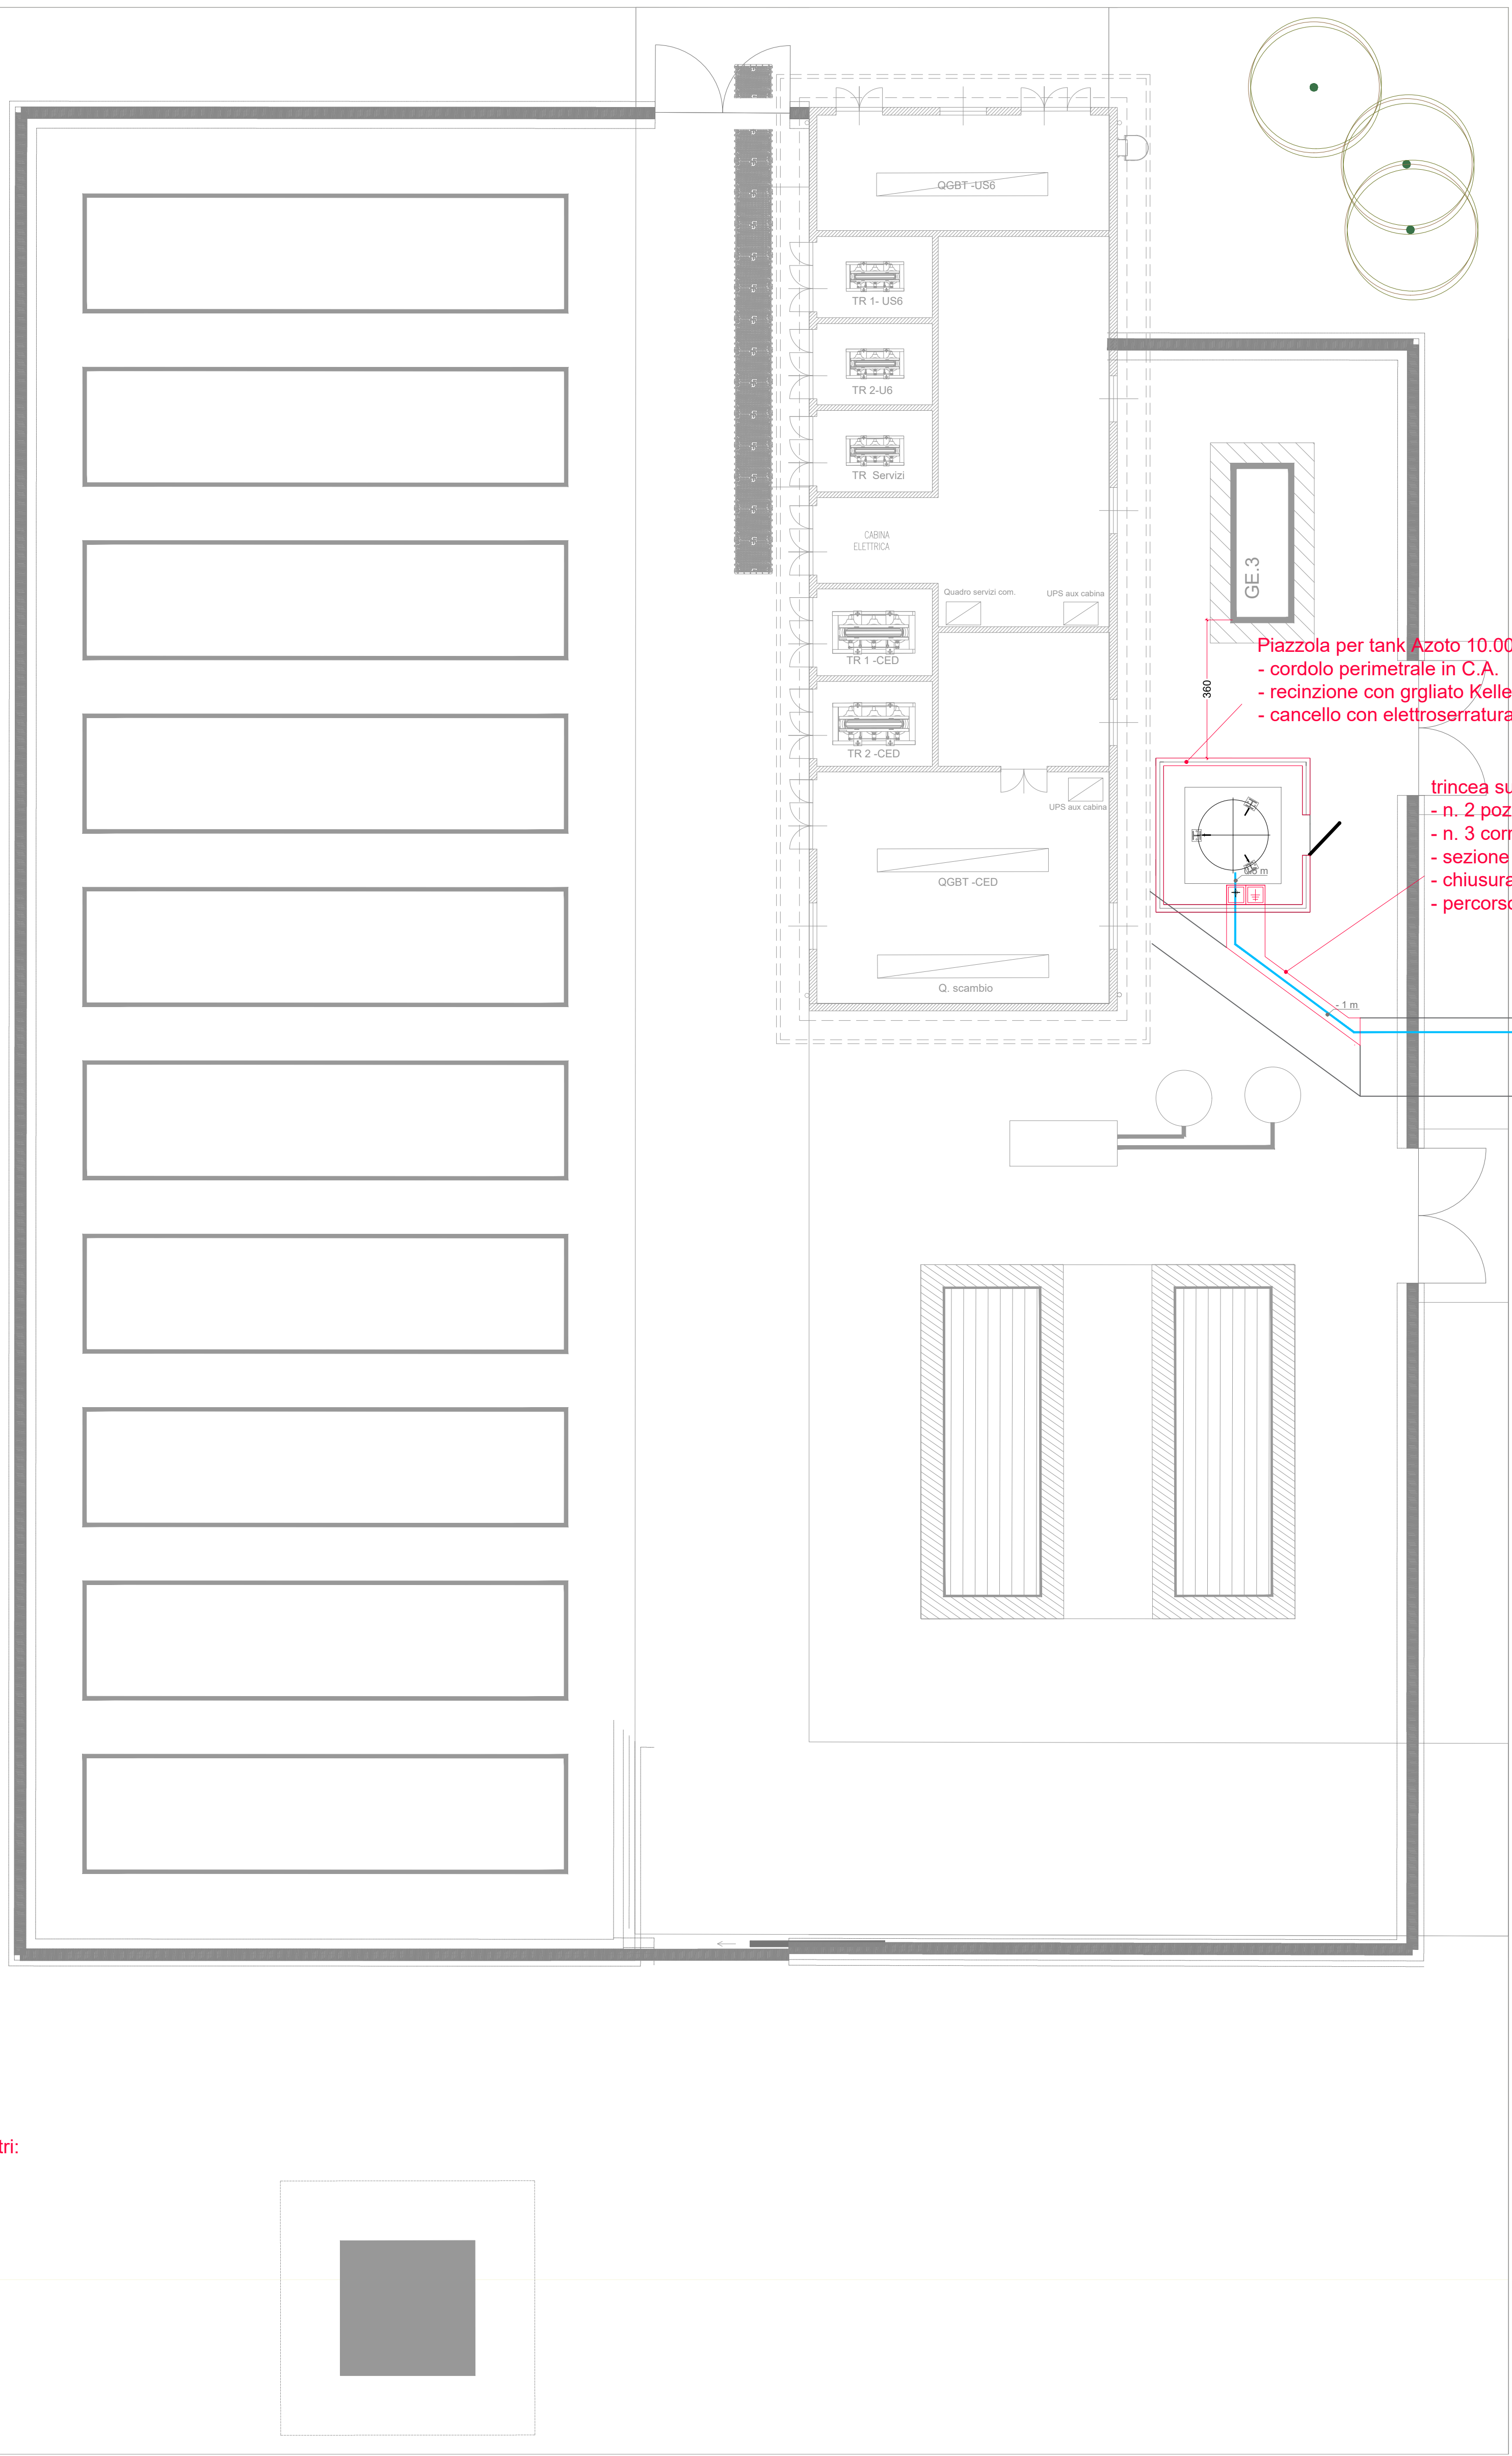 QGBT -US6
TR 1- US6
TR 2-U6
TR Servizi
CABINA
ELETTRICA
Quadro servizi com.
UPS aux cabina
GE.3
Piazzola per tank Azoto 10.00
- cordolo perimetrale in C.A.
- recinzione con grgliato Kelle
- cancello con elettroserratura
360
TR 1 -CED
TR 2 -CED
UPS aux cabina
trincea su
- n. 2 poz
- n. 3 corr
- sezione
- chiusura
- percorso
QGBT -CED
Q. scambio
- 1 m
tri: